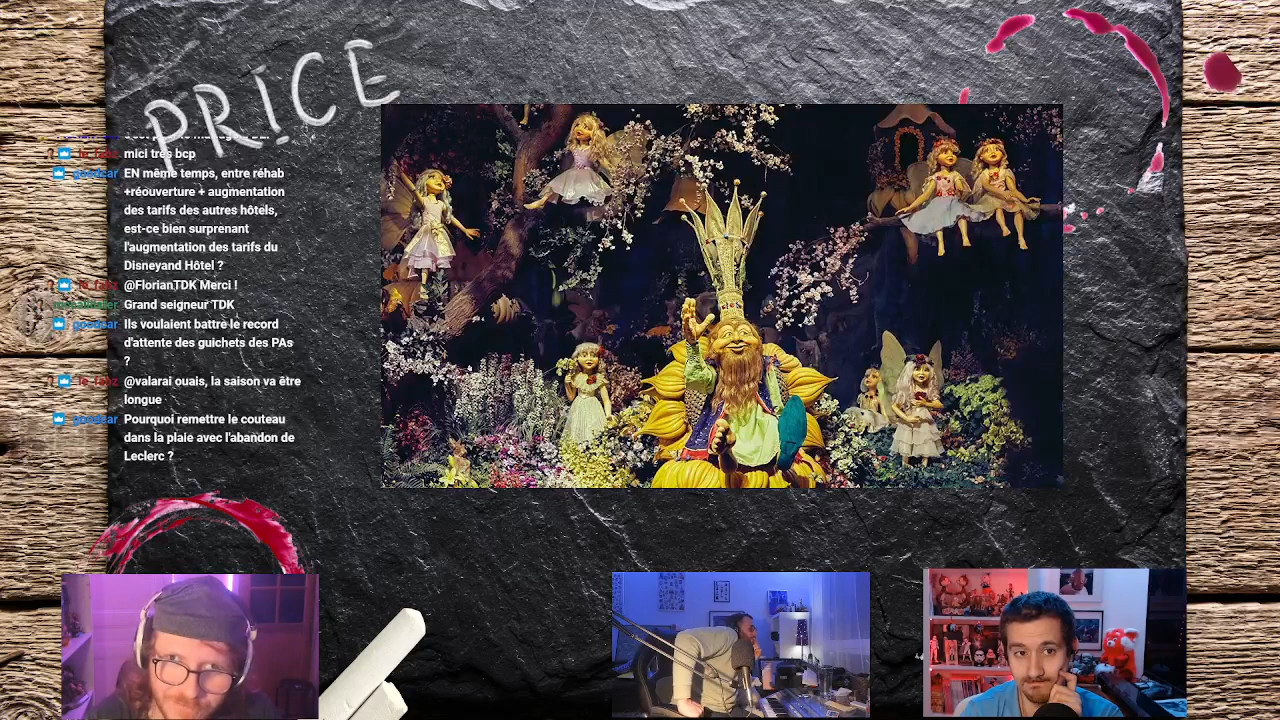 PRICE
mici très bcp
goodcar EN même temps, entre réhab
+réouverture + augmentation
des tarifs des autres hôtels,
est-ce bien surprenant
l'augmentation des tarifs du
Disneyand Hôtel ?
@FlorianTDK Merci !
Grand seigneur TDK
goodcar Ils voulaient battre le record
d'attente des guichets des PAs
?
@valarai ouais, la saison va être
longue
goodcar Pourquoi remettre le couteau
dans la plaie avec l'abandon de
Leclerc ?